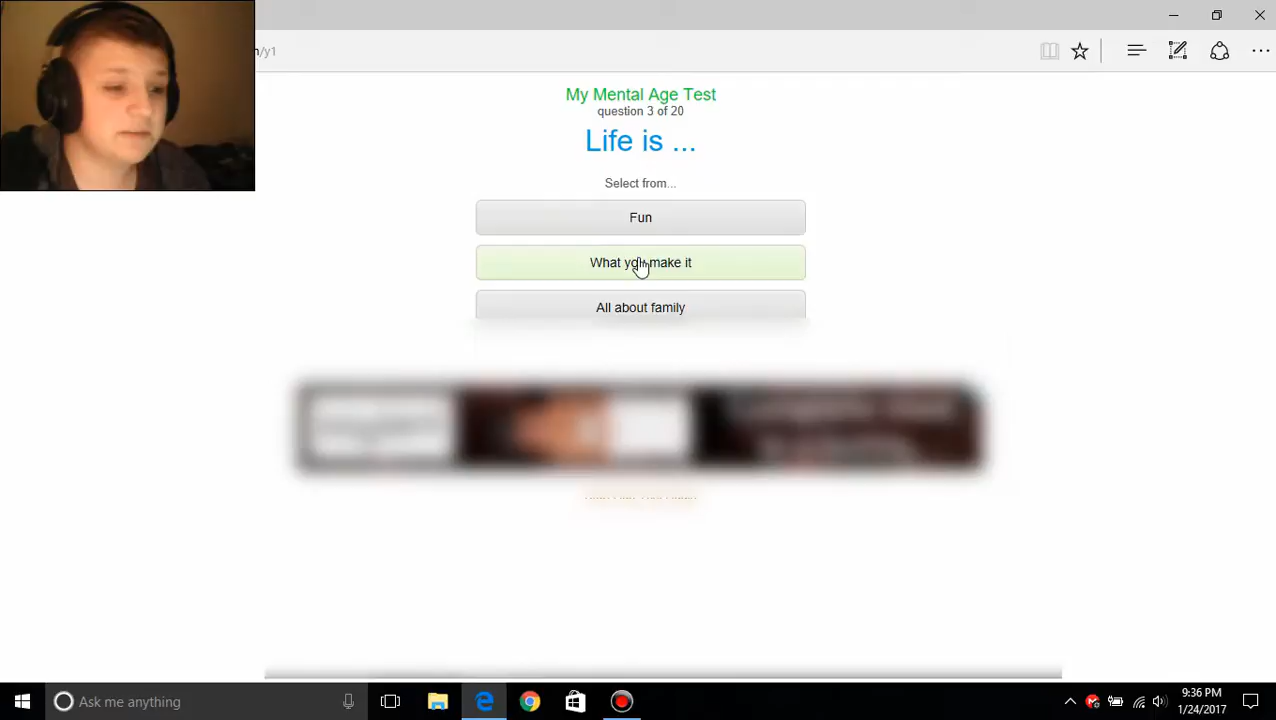 /y1
My Mental Age Test
question 3 of 20
Life is ...
Select from...
Fun
What you make it
All about family
Ask me anything
9:36 PM
1/24/2017